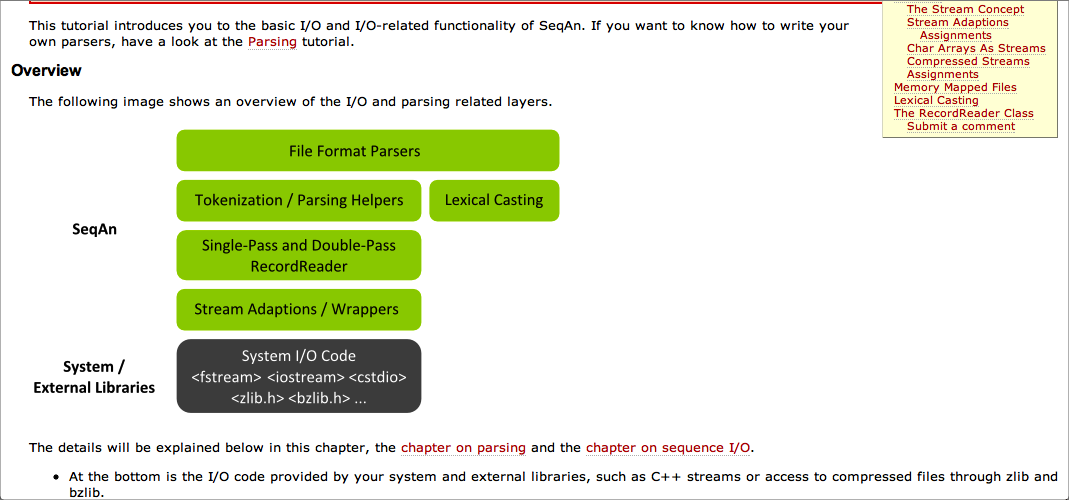 This tutorial introduces you to the basic I/O and I/O-related functionality of SeqAn. If you want to know how to write your
own parsers, have a look at the Parsing tutorial.
The Stream Concept
Stream Adaptions
Assignments
Char Arrays As Streams
Compressed Streams
Assignments
Memory Mapped Files
Lexical Casting
The RecordReader Class
Submit a comment
Overview
The following image shows an overview of the I/O and parsing related layers.
File Format Parsers
Tokenization / Parsing Helpers
Lexical Casting
SeqAn
Single-Pass and Double-Pass
RecordReader
Stream Adaptions / Wrappers
System /
External Libraries
System I/O Code
<fstream> <iostream> <cstdio>
<zlib.h> <bzlib.h> ...
The details will be explained below in this chapter, the chapter on parsing and the chapter on sequence I/O.
• At the bottom is the I/O code provided by your system and external libraries, such as C++ streams or access to compressed files through zlib and
bzlib.